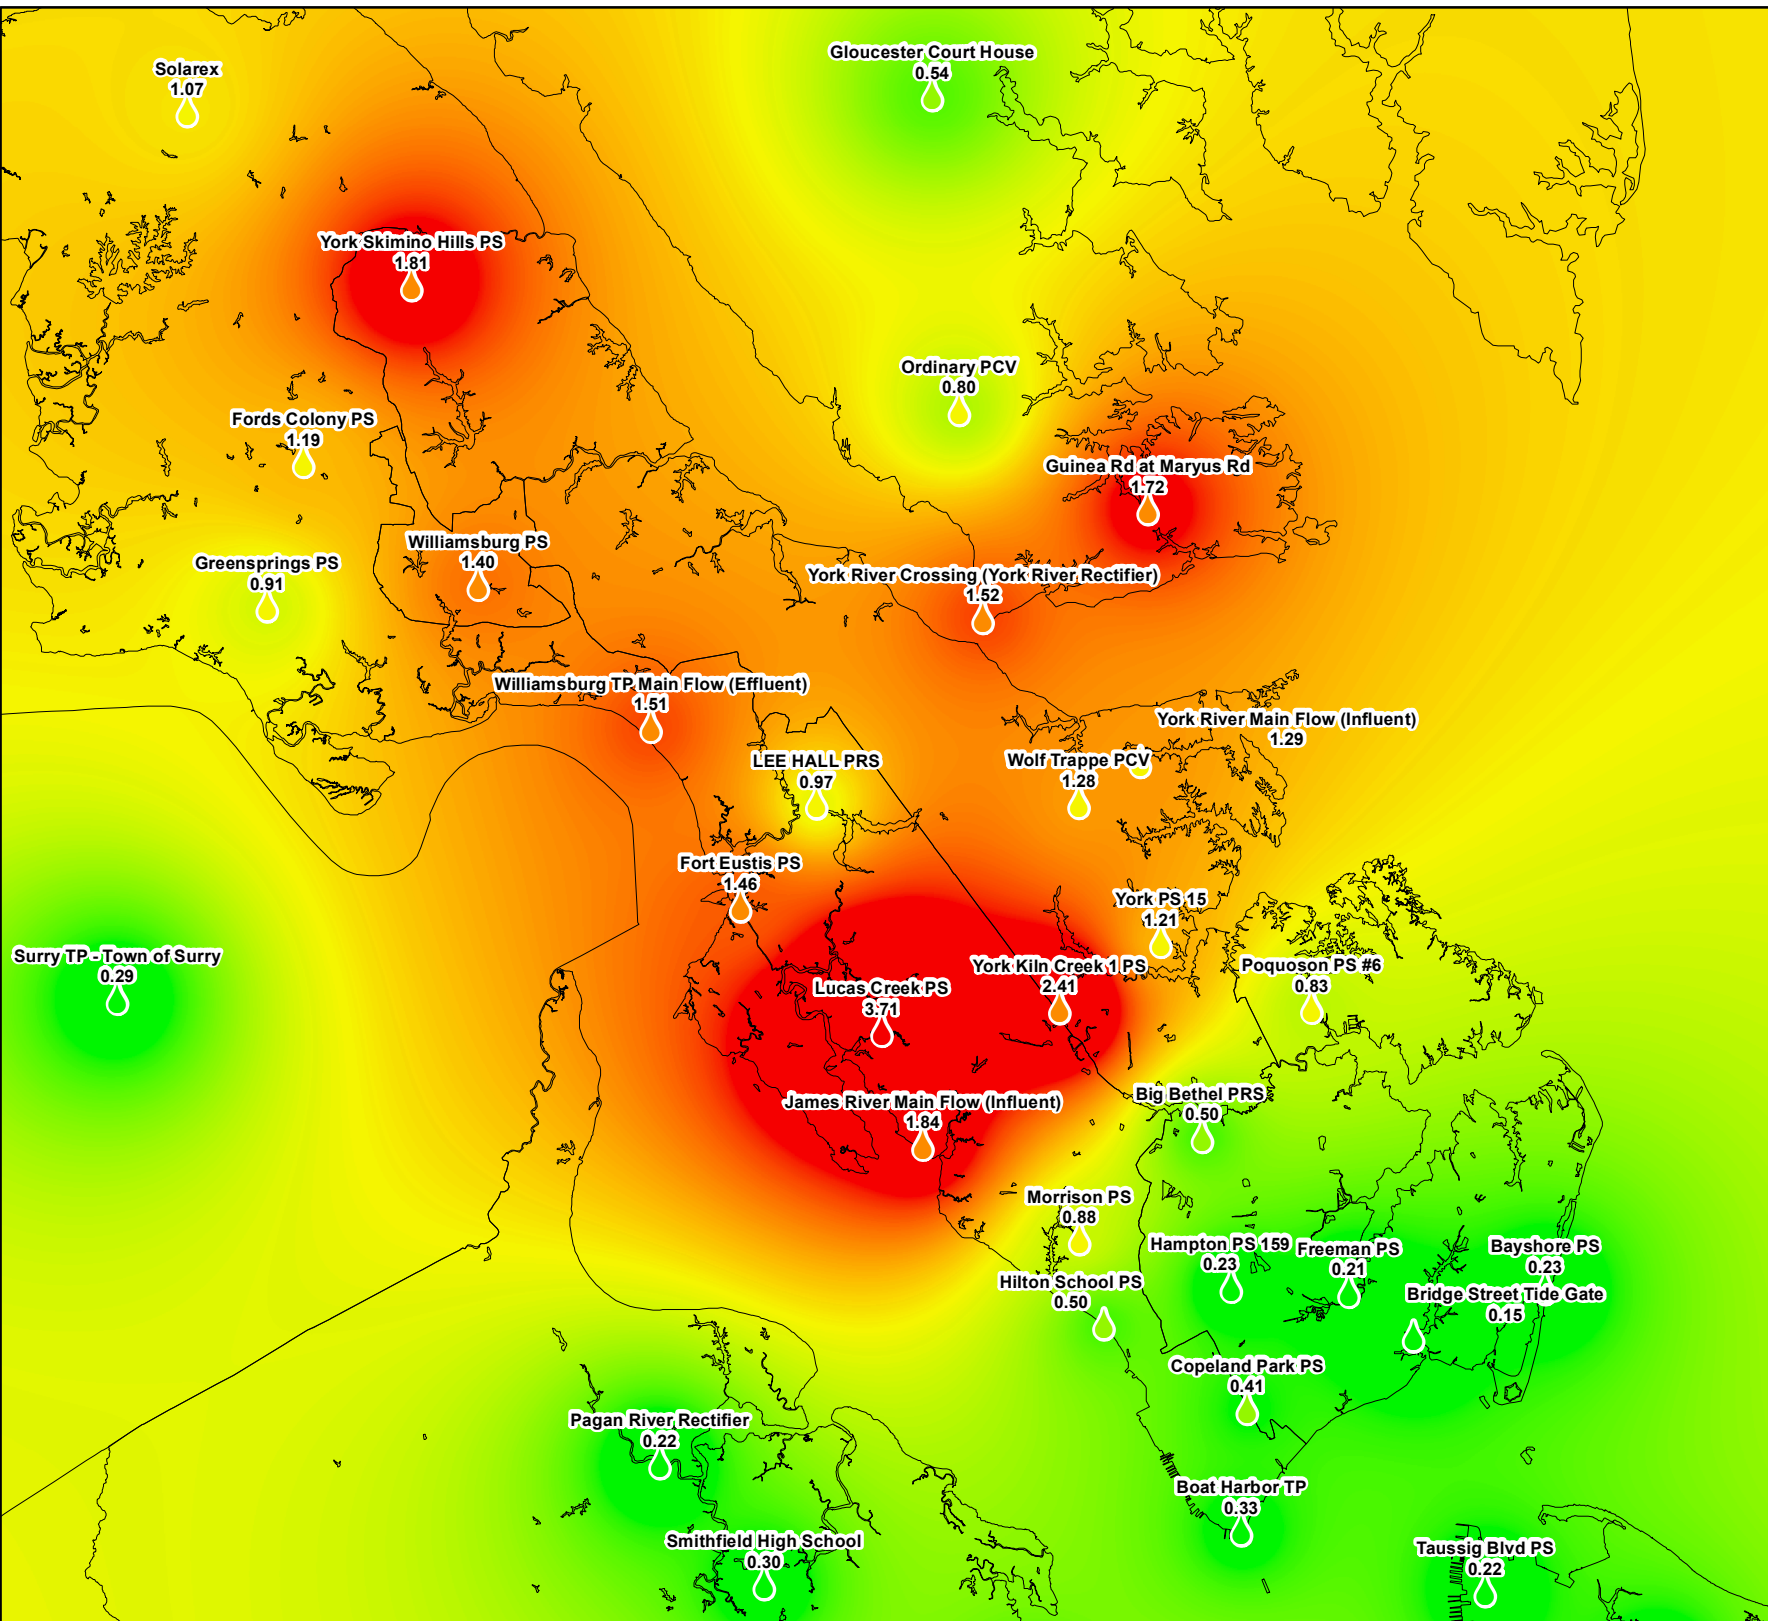 Gloucester Court House
0.54
Solarex
1.07
York Skimino Hills PS
1.81
Ordinary PCV
0.80
Fords Colony PS
1.19
Guinea Rd at Maryus Rd
1.72
Williamsburg PS
1.40
Greensprings PS
0.91
York River Crossing (York River Rectifier)
1.52
Williamsburg TP Main Flow (Effluent)
1.51
York River Main Flow (Influent)
1.29
LEE HALL PRS
0.97
Wolf Trappe PCV
1.28
Fort Eustis PS
1.46
York PS 15
1.21
Surry TP - Town of Surry
0.29
York Kiln Creek 1 PS
2.41
Poquoson PS #6
0.83
Lucas Creek PS
3.71
Big Bethel PRS
0.50
James River Main Flow (Influent)
1.84
Morrison PS
0.88
Hampton PS 159
0.23
Freeman PS
0.21
Bayshore PS
0.23
Hilton School PS
0.50
Bridge Street Tide Gate
0.15
Copeland Park PS
0.41
Pagan River Rectifier
0.22
Boat Harbor TP
0.33
Smithfield High School
0.30
Taussig Blvd PS
0.22